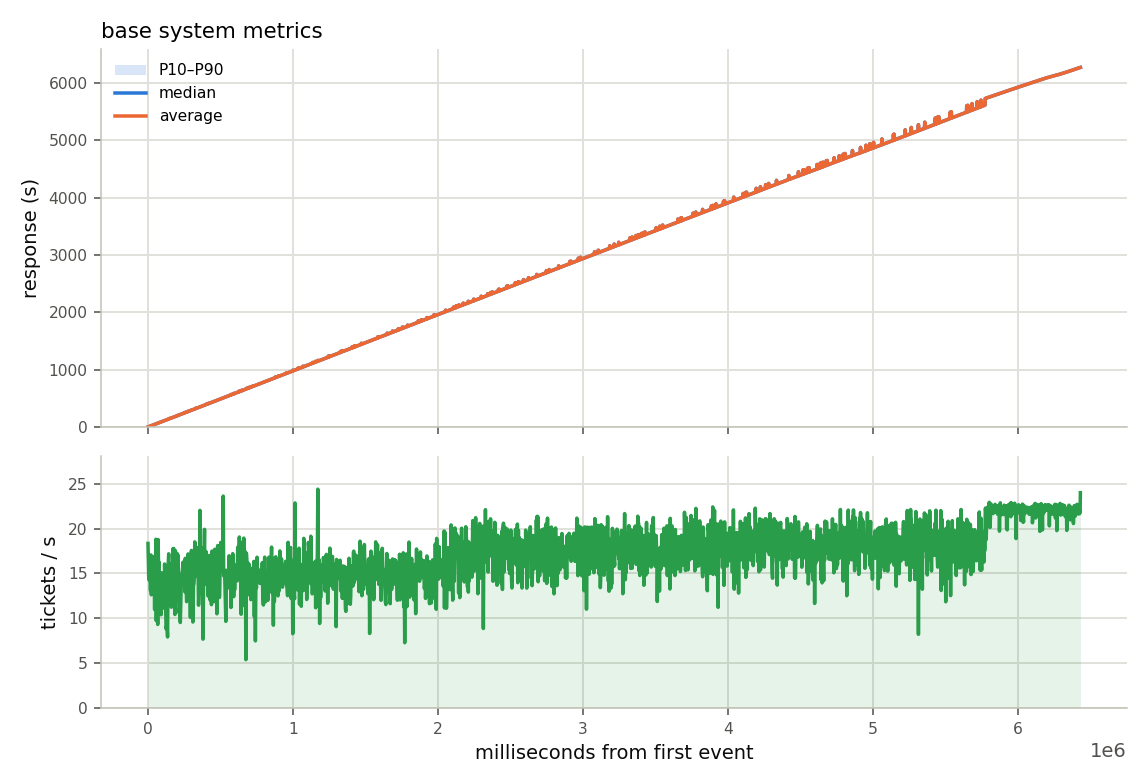 base system metrics
P10–P90
median
average
response (s)
6000
5000
4000
3000
2000
1000
0
tickets / s
25
20
15
10
5
0
0 1 2 3 4 5 6
1e6
milliseconds from first event